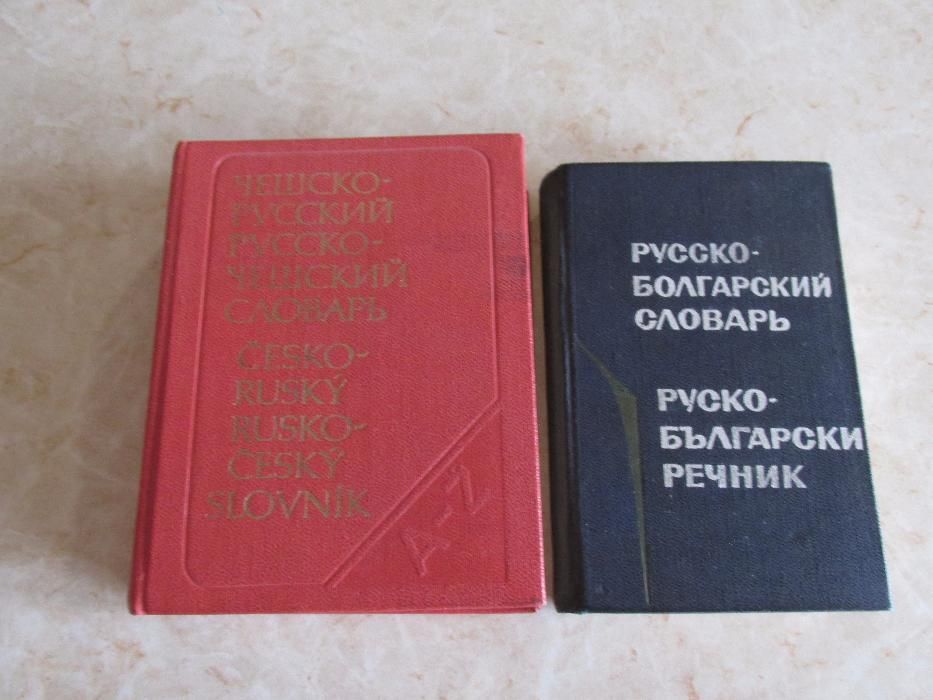 ЧЕШСКО-
РУССКИЙ
РУССКО-
ЧЕШСКИЙ
СЛОВАРЬ
ČESKO-
RUSKÝ
RUSKO-
ČESKÝ
SLOVNÍK
A-Z
РУССКО-
БОЛГАРСКИЙ
СЛОВАРЬ
РУСКО-
БЪЛГАРСКИ
РЕЧНИК